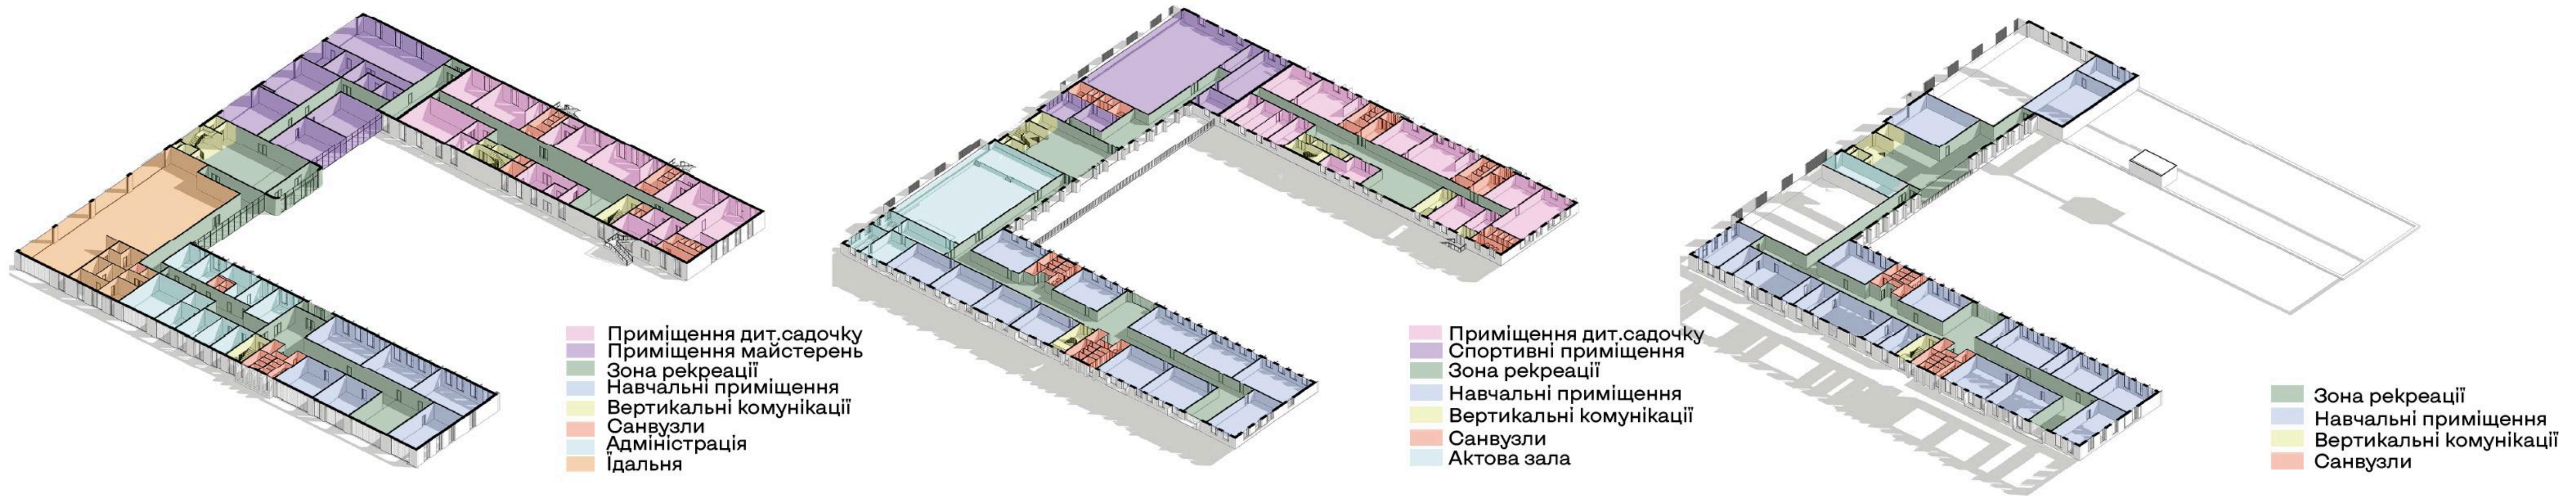 Приміщення дит.садочку
Приміщення майстерень
Зона рекреації
Навчальні приміщення
Вертикальні комунікації
Санвузли
Адміністрація
Їдальня
Приміщення дит.садочку
Спортивні приміщення
Зона рекреації
Навчальні приміщення
Вертикальні комунікації
Санвузли
Актова зала
Зона рекреації
Навчальні приміщення
Вертикальні комунікації
Санвузли